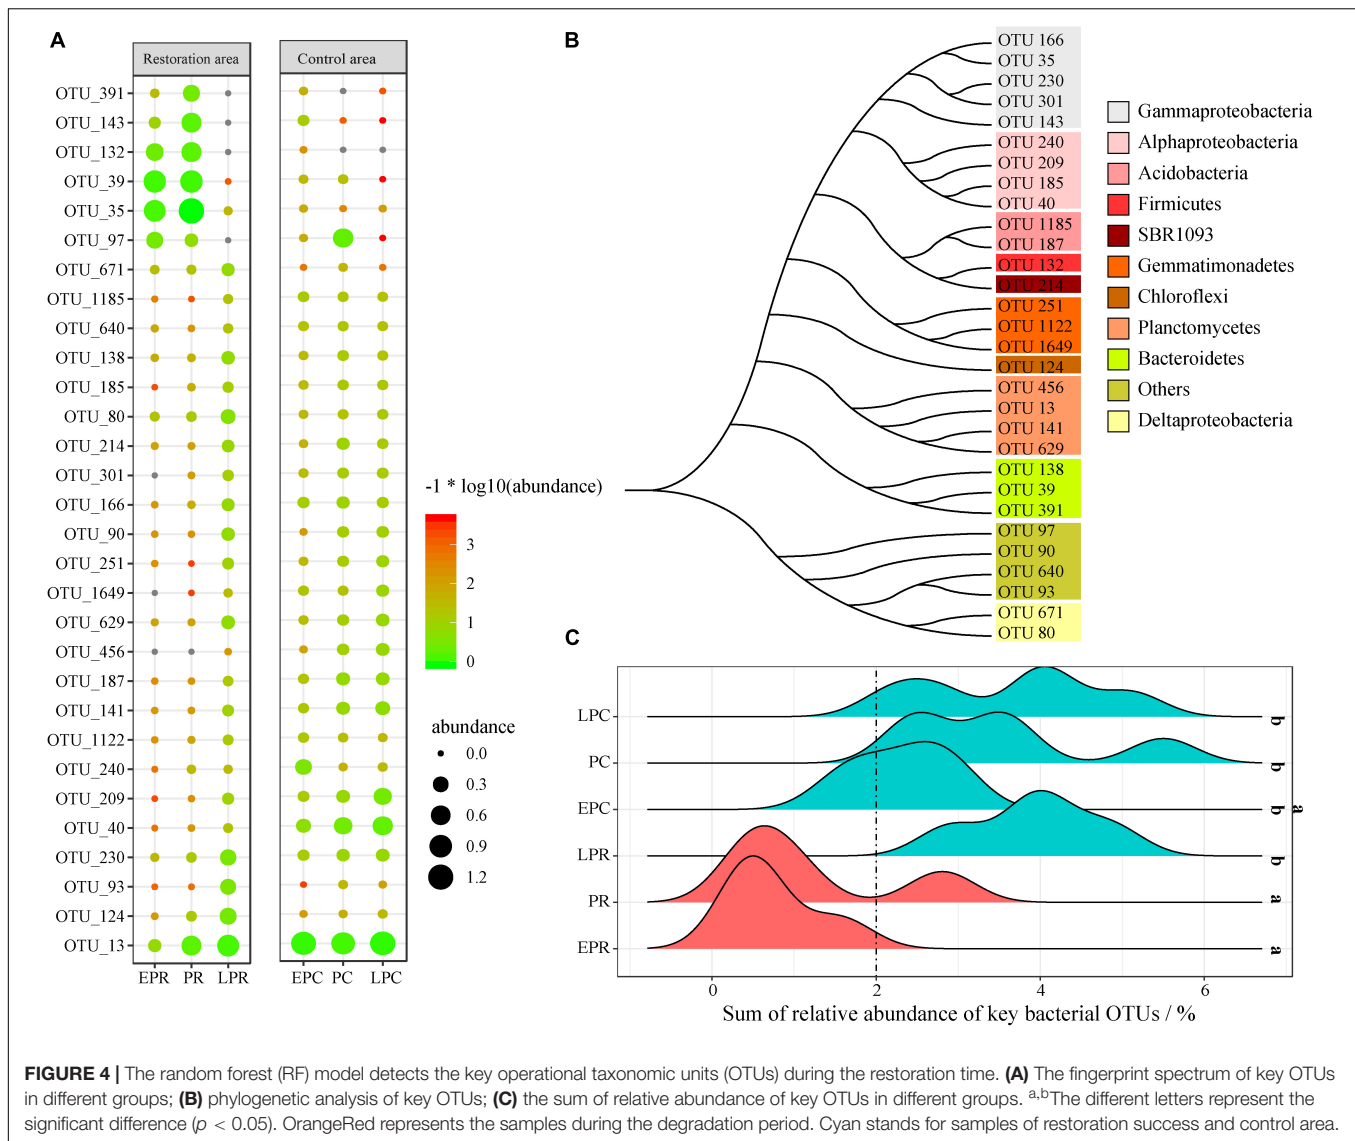 A
Restoration area
Control area
OTU_391
OTU_143
OTU_132
OTU_39
OTU_35
OTU_97
OTU_671
OTU_1185
OTU_640
OTU_138
OTU_185
OTU_80
OTU_214
OTU_301
OTU_166
OTU_90
OTU_251
OTU_1649
OTU_629
OTU_456
OTU_187
OTU_141
OTU_1122
OTU_240
OTU_209
OTU_40
OTU_230
OTU_93
OTU_124
OTU_13
EPR PR LPR
EPC PC LPC
-1 * log10(abundance)
3
2
1
0
abundance
0.0
0.3
0.6
0.9
1.2
B
OTU 166
OTU 35
OTU 230
OTU 301
OTU 143
OTU 240
OTU 209
OTU 185
OTU 40
OTU 1185
OTU 187
OTU 132
OTU 214
OTU 251
OTU 1122
OTU 1649
OTU 124
OTU 456
OTU 13
OTU 141
OTU 629
OTU 138
OTU 39
OTU 391
OTU 97
OTU 90
OTU 640
OTU 93
OTU 671
OTU 80
Gammaproteobacteria
Alphaproteobacteria
Acidobacteria
Firmicutes
SBR1093
Gemmatimonadetes
Chloroflexi
Planctomycetes
Bacteroidetes
Others
Deltaproteobacteria
C
LPC
PC
EPC
LPR
PR
EPR
b
b
b
a
b
a
a
0 2 4 6
Sum of relative abundance of key bacterial OTUs / %
FIGURE 4 | The random forest (RF) model detects the key operational taxonomic units (OTUs) during the restoration time. (A) The fingerprint spectrum of key OTUs
in different groups; (B) phylogenetic analysis of key OTUs; (C) the sum of relative abundance of key OTUs in different groups. a,bThe different letters represent the
significant difference (p < 0.05). OrangeRed represents the samples during the degradation period. Cyan stands for samples of restoration success and control area.